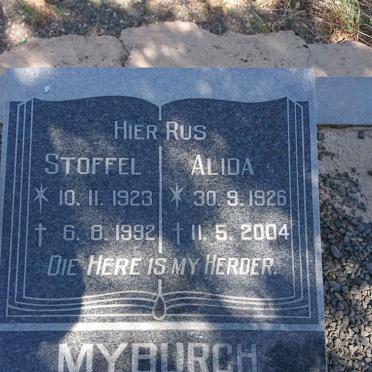 HIER RUS
STOFFEL ALIDA
* 10. 11. 1923 * 30. 9. 1926
† 6. 8. 1992 † 11. 5. 2004
DIE HERE IS MY HERDER.
MYBURGH